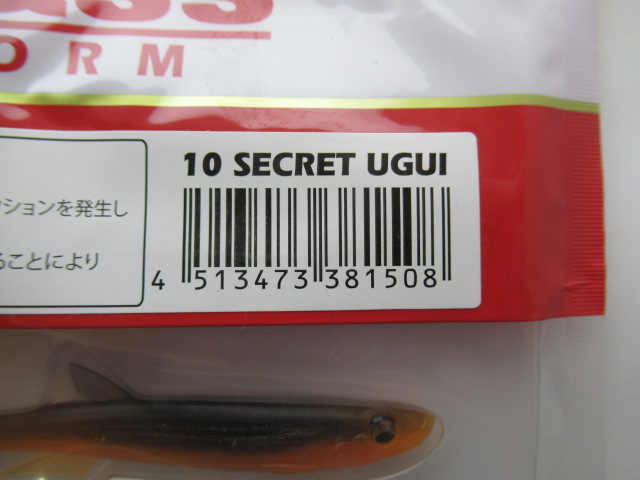 ORM
10 SECRET UGUI
クションを発生し
ることにより
4 513473 381508